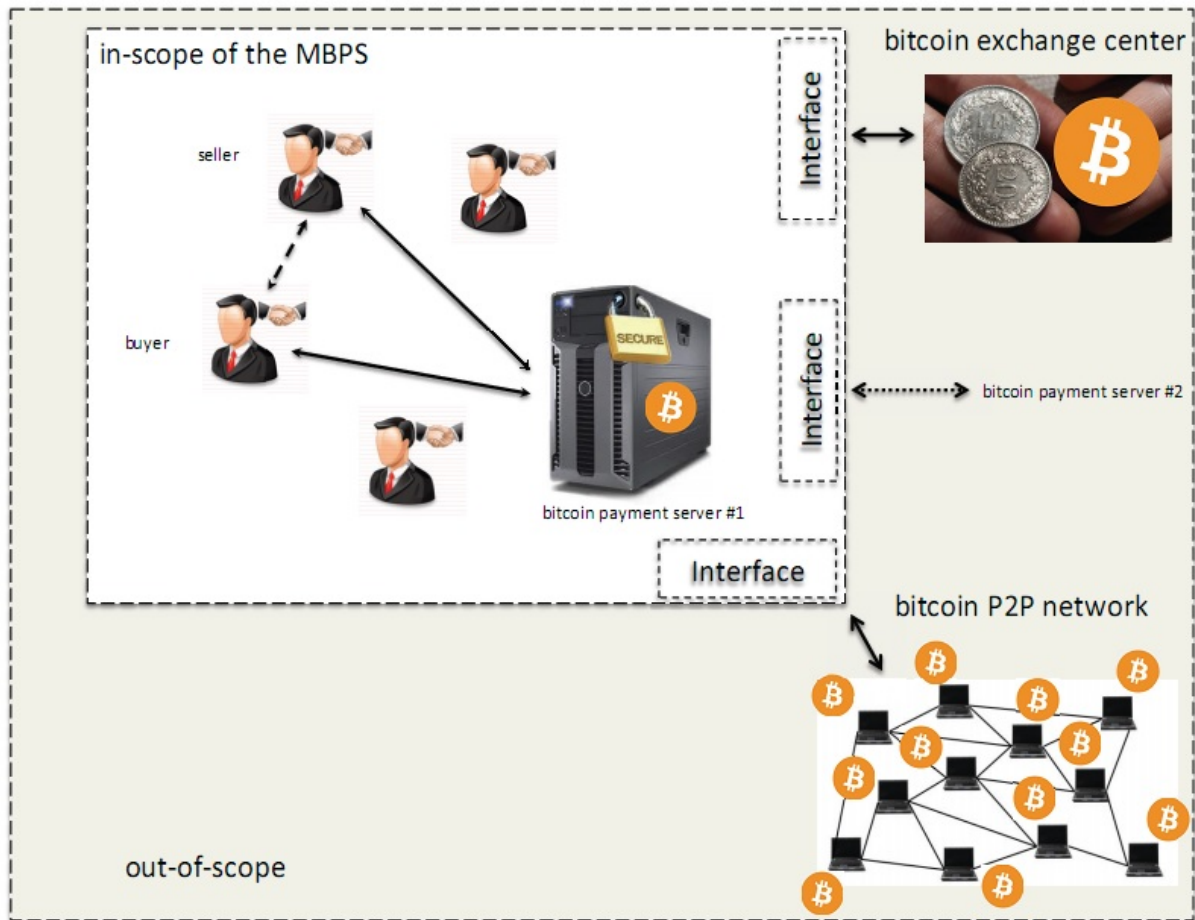 in-scope of the MBPS
bitcoin exchange center
Interface
seller
SECURE
buyer
Interface
bitcoin payment server #2
bitcoin payment server #1
Interface
bitcoin P2P network
out-of-scope